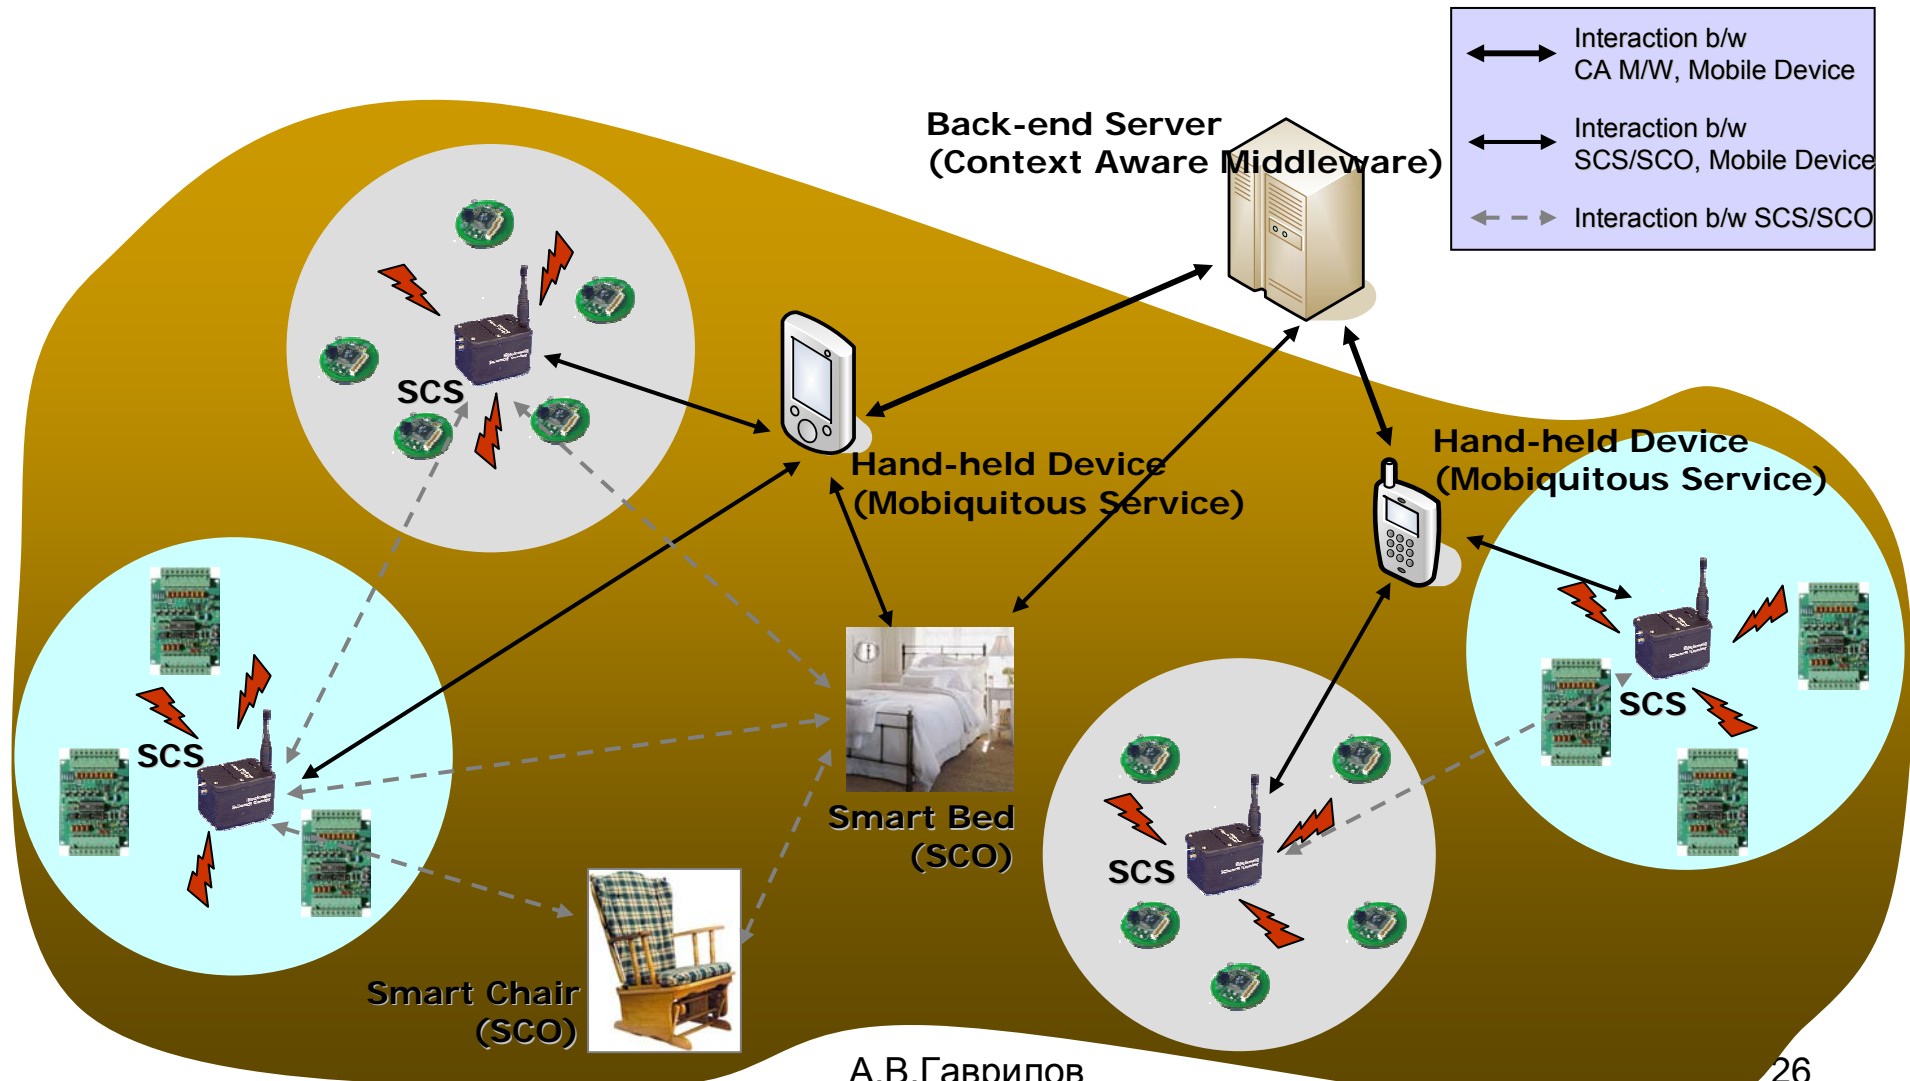 Interaction b/w
CA M/W, Mobile Device
Interaction b/w
SCS/SCO, Mobile Device
Interaction b/w SCS/SCO
Back-end Server
(Context Aware Middleware)
SCS
Hand-held Device
(Mobiquitous Service)
Hand-held Device
(Mobiquitous Service)
SCS
SCS
Smart Bed
(SCO)
SCS
Smart Chair
(SCO)
А.В.Гаврилов
26